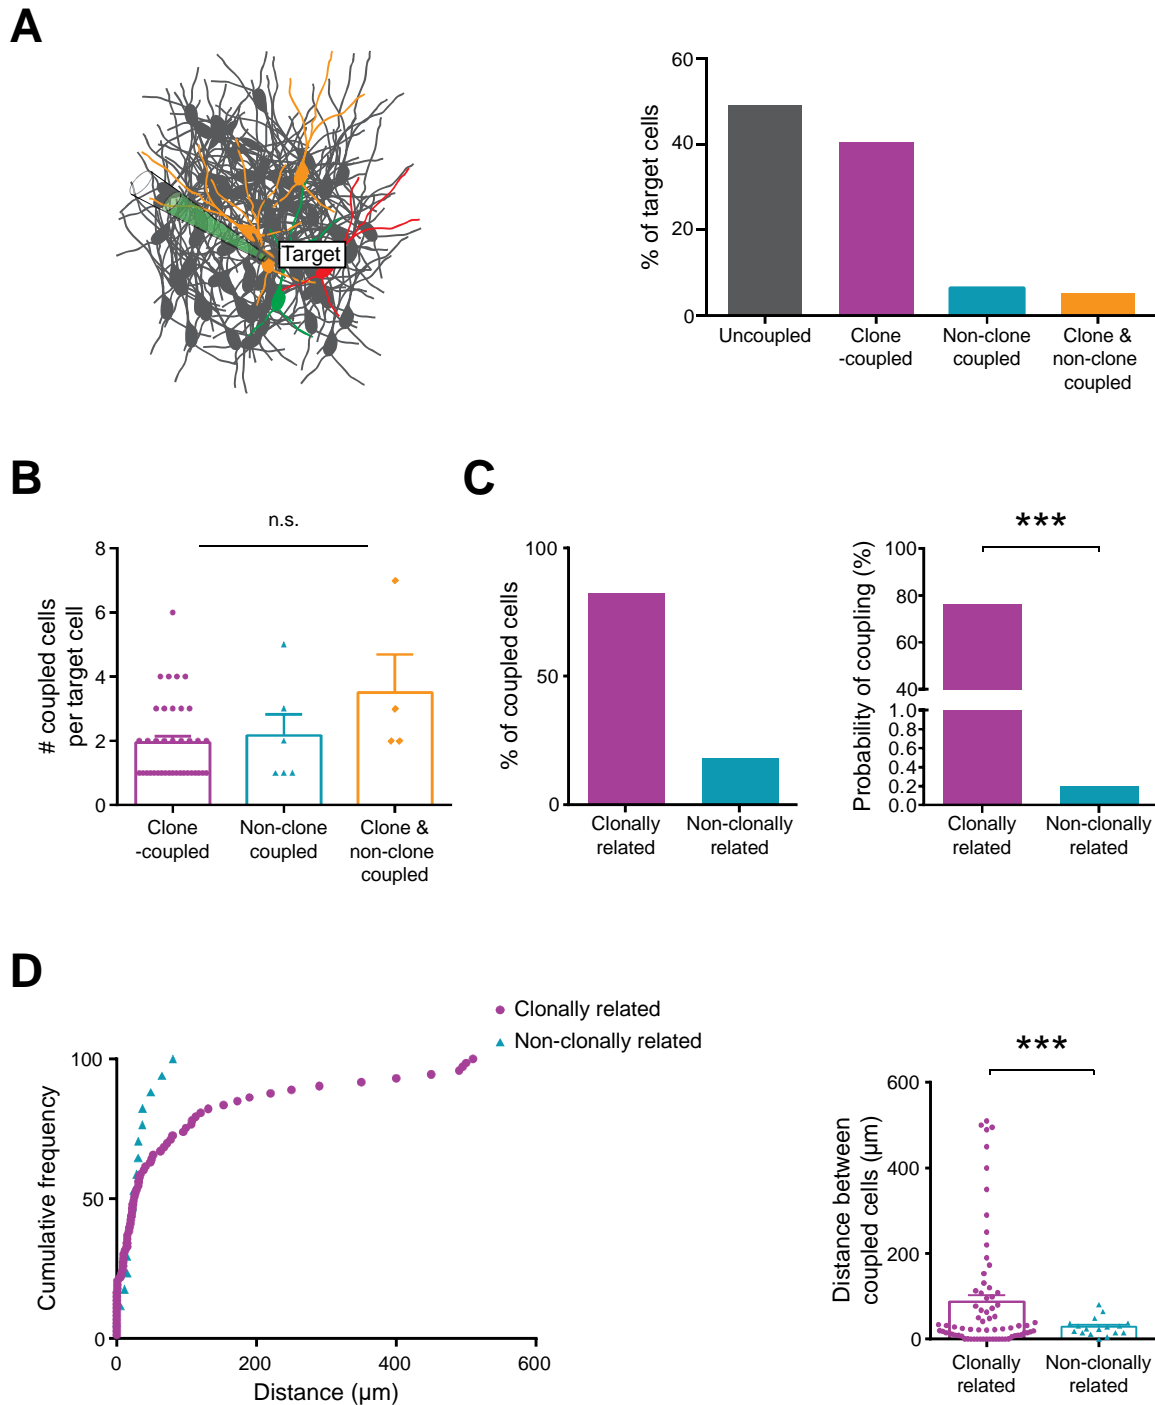 A
Target
% of target cells
60
40
20
0
Uncoupled
Clone
-coupled
Non-clone
coupled
Clone &
non-clone
coupled
B
n.s.
# coupled cells
per target cell
8
6
4
2
0
Clone
-coupled
Non-clone
coupled
Clone &
non-clone
coupled
C
% of coupled cells
100
50
0
Clonally
related
Non-clonally
related
***
Probability of coupling (%)
100
80
60
40
1.0
0.8
0.6
0.4
0.2
0.0
Clonally
related
Non-clonally
related
D
Clonally related
Non-clonally related
Cumulative frequency
100
50
0
0
200
400
600
Distance (µm)
***
Distance between
coupled cells (µm)
600
400
200
0
Clonally
related
Non-clonally
related